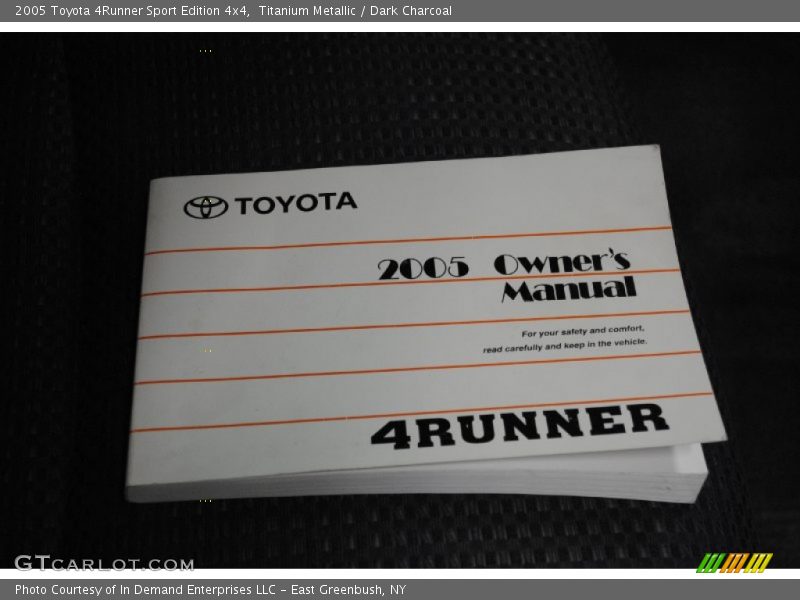 2005 Toyota 4Runner Sport Edition 4x4,  Titanium Metallic / Dark Charcoal
TOYOTA
2005 Owner's
Manual
For your safety and comfort,
read carefully and keep in the vehicle.
4RUNNER
GTCARLOT.COM
Photo Courtesy of In Demand Enterprises LLC - East Greenbush, NY